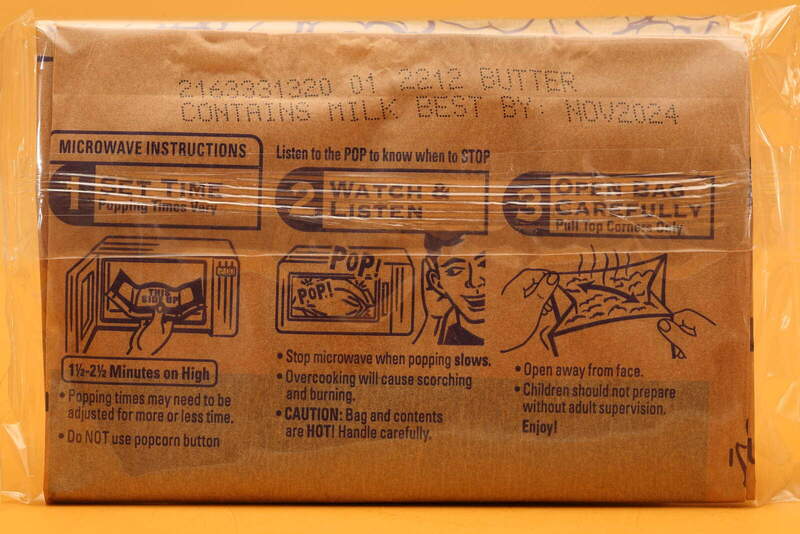 2163331320 01 2212 BUTTER
CONTAINS MILK BEST BY: NOV2024
MICROWAVE INSTRUCTIONS
1 SET TIME
Popping Times Vary
THIS
SIDE UP
1½-2½ Minutes on High
• Popping times may need to be
adjusted for more or less time.
• Do NOT use popcorn button
Listen to the POP to know when to STOP
2 WATCH &
LISTEN
POP!
POP!
• Stop microwave when popping slows.
• Overcooking will cause scorching
and burning.
• CAUTION: Bag and contents
are HOT! Handle carefully.
3 OPEN BAG
CAREFULLY
Pull Top Corners Only
• Open away from face.
• Children should not prepare
without adult supervision.
Enjoy!